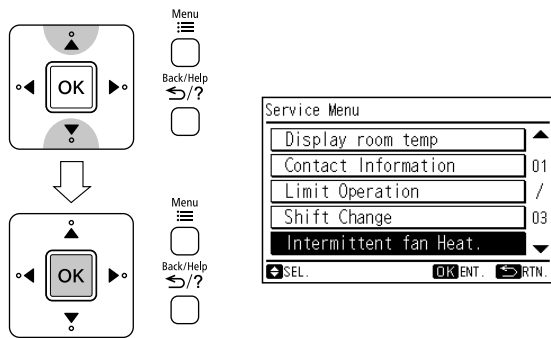 Menu
OK
Back/Help
/?
Menu
OK
Back/Help
/?
Service Menu
Display room temp
Contact Information
Limit Operation
Shift Change
Intermittent fan Heat.
01
/
03
SEL. OK ENT. RTN.